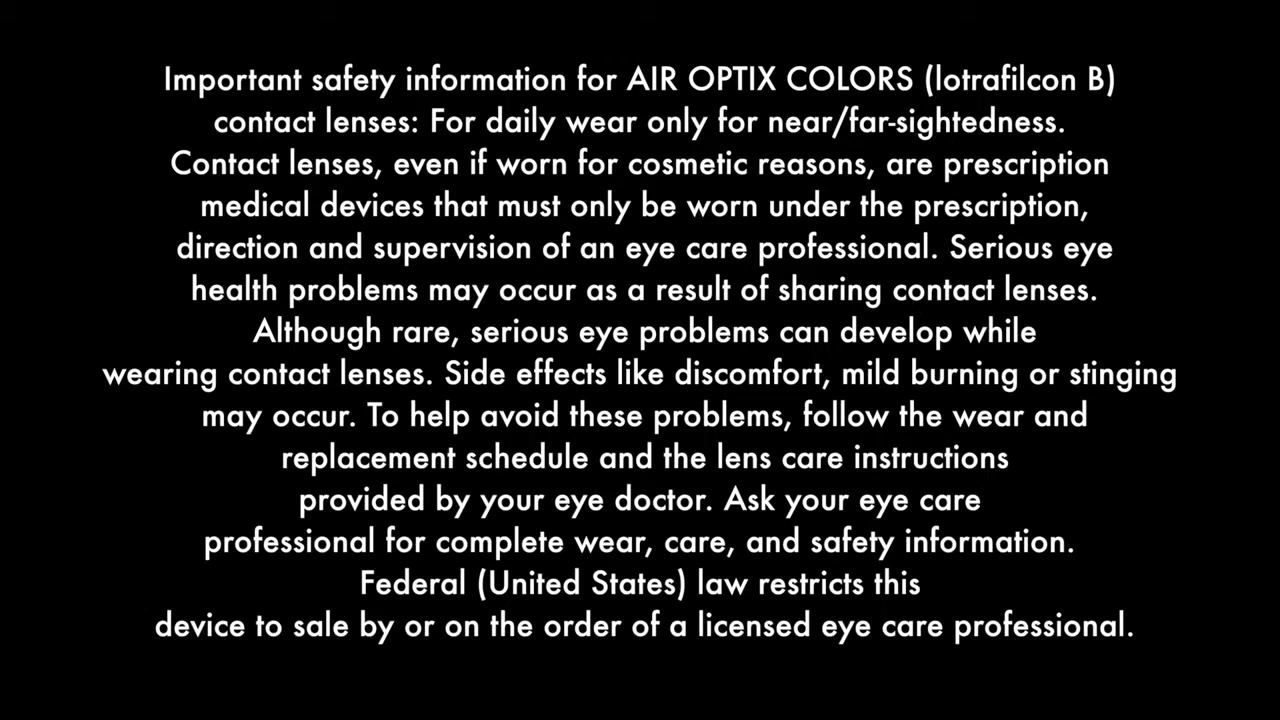 Important safety information for AIR OPTIX COLORS (lotrafilcon B)
contact lenses: For daily wear only for near/far-sightedness.
Contact lenses, even if worn for cosmetic reasons, are prescription
medical devices that must only be worn under the prescription,
direction and supervision of an eye care professional. Serious eye
health problems may occur as a result of sharing contact lenses.
Although rare, serious eye problems can develop while
wearing contact lenses. Side effects like discomfort, mild burning or stinging
may occur. To help avoid these problems, follow the wear and
replacement schedule and the lens care instructions
provided by your eye doctor. Ask your eye care
professional for complete wear, care, and safety information.
Federal (United States) law restricts this
device to sale by or on the order of a licensed eye care professional.